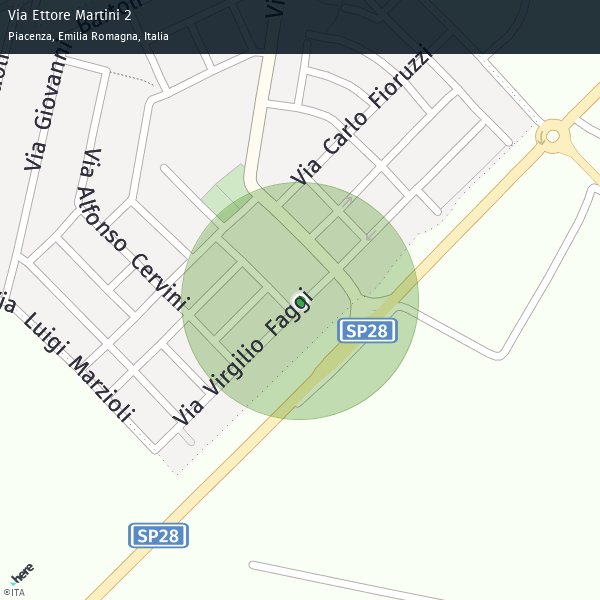 Via Ettore Martini 2
Piacenza, Emilia Romagna, Italia
Via Giovanni
Via Carlo Fioruzzi
Via Alfonso Cervini
Luigi Marzioli
Via Virgilio Faggi
SP28
SP28
here
©ITA